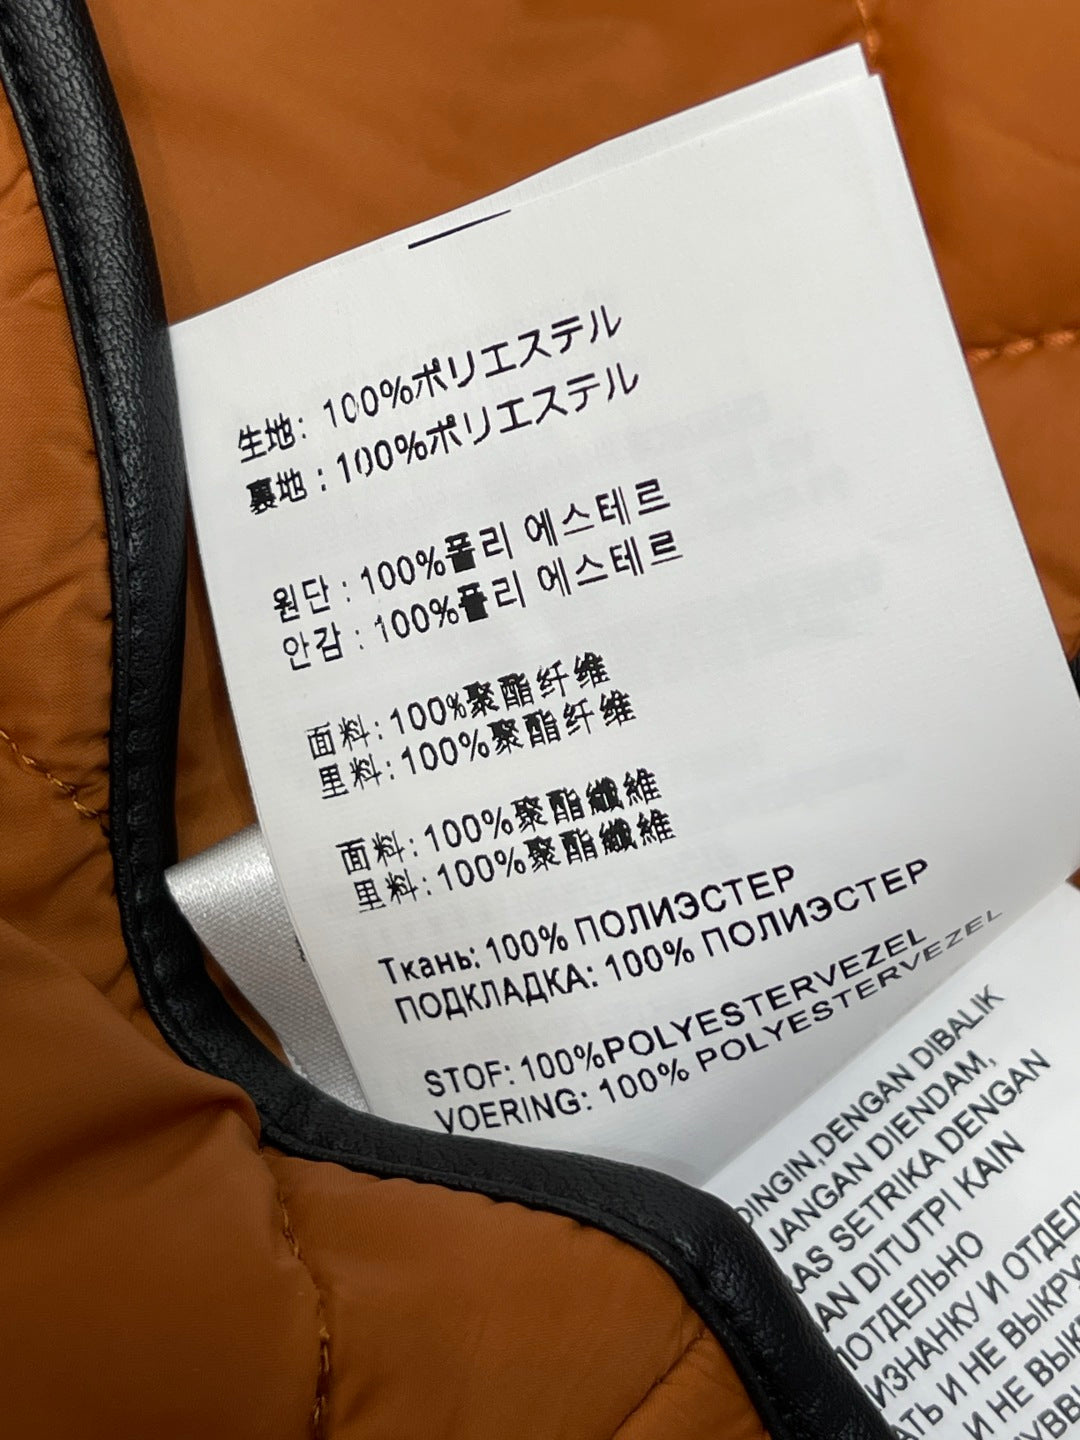 生地: 100%ポリエステル
裏地: 100%ポリエステル
원단: 100%폴리 에스테르
안감: 100%폴리 에스테르
面料: 100%聚酯纤维
里料: 100%聚酯纤维
面料: 100%聚酯纖維
里料: 100%聚酯纖維
Ткань: 100% ПОЛИЭСТЕР
ПОДКЛАДКА: 100% ПОЛИЭСТЕР
STOF: 100%POLYESTERVEZEL
VOERING: 100% POLYESTERVEZEL
DINGIN,DENGAN DIBALIK
JANGAN DIENDAM,
SETRIKA DENGAN
DITUTPI KAIN
ОТДЕЛЬНО
И
И НЕ
И НЕ